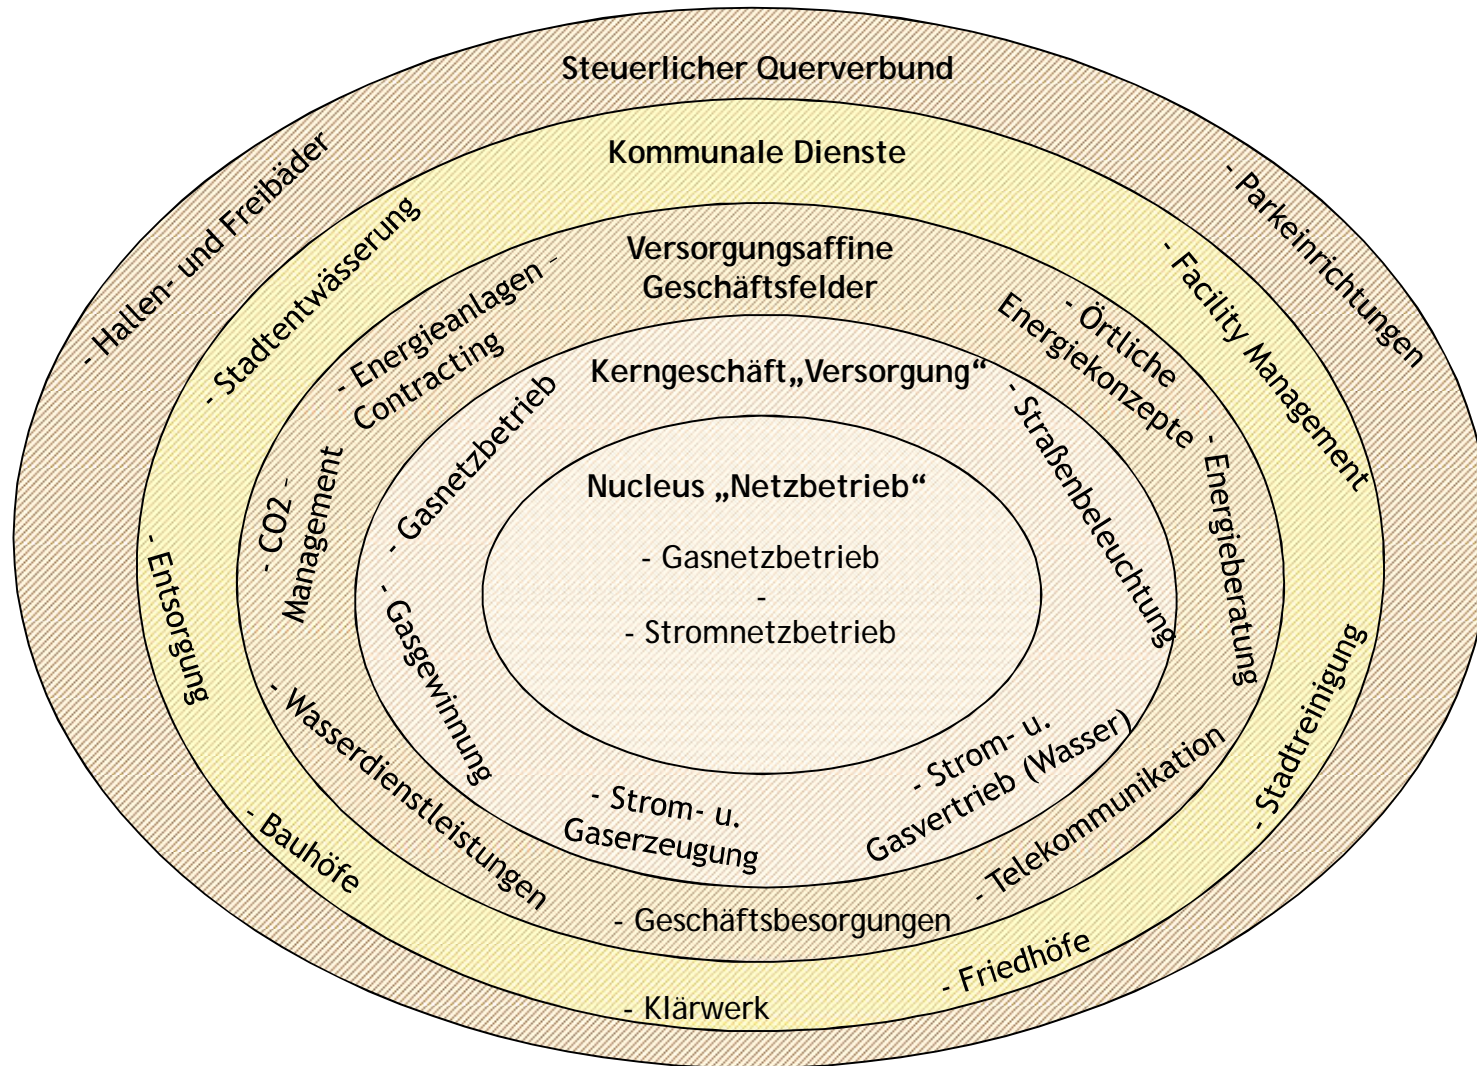 Steuerlicher Querverbund
- Hallen- und Freibäder
- Parkeinrichtungen
Kommunale Dienste
- Stadtentwässerung
- Facility Management
- Entsorgung
- Stadtreinigung
- Bauhöfe
- Friedhöfe
- Klärwerk
Versorgungsaffine
Geschäftsfelder
- Energieanlagen -
Contracting
- Örtliche
Energiekonzepte
- CO2 -
Management
- Energieberatung
- Wasserdienstleistungen
- Telekommunikation
- Geschäftsbesorgungen
Kerngeschäft„Versorgung“
- Gasnetzbetrieb
- Straßenbeleuchtung
- Gasgewinnung
- Strom- u.
Gaserzeugung
- Strom- u.
Gasvertrieb (Wasser)
Nucleus „Netzbetrieb“
- Gasnetzbetrieb
-
- Stromnetzbetrieb